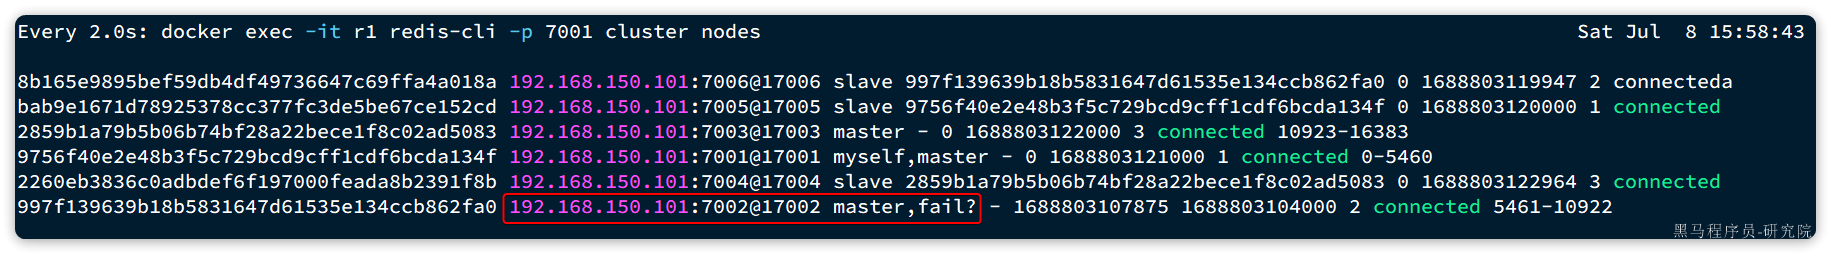 Every 2.0s: docker exec -it r1 redis-cli -p 7001 cluster nodes Sat Jul 8 15:58:43
8b165e9895bef59db4df49736647c69ffa4a018a 192.168.150.101:7006@17006 slave 997f139639b18b5831647d61535e134ccb862fa0 0 1688803119947 2 connecteda
bab9e1671d78925378cc377fc3de5be67ce152cd 192.168.150.101:7005@17005 slave 9756f40e2e48b3f5c729bcd9cff1cdf6bcda134f 0 1688803120000 1 connected
2859b1a79b5b06b74bf28a22bece1f8c02ad5083 192.168.150.101:7003@17003 master - 0 1688803122000 3 connected 10923-16383
9756f40e2e48b3f5c729bcd9cff1cdf6bcda134f 192.168.150.101:7001@17001 myself,master - 0 1688803121000 1 connected 0-5460
2260eb3836c0adbdef6f197000feada8b2391f8b 192.168.150.101:7004@17004 slave 2859b1a79b5b06b74bf28a22bece1f8c02ad5083 0 1688803122964 3 connected
997f139639b18b5831647d61535e134ccb862fa0 192.168.150.101:7002@17002 master,fail? - 1688803107875 1688803104000 2 connected 5461-10922
黑马程序员-研究院